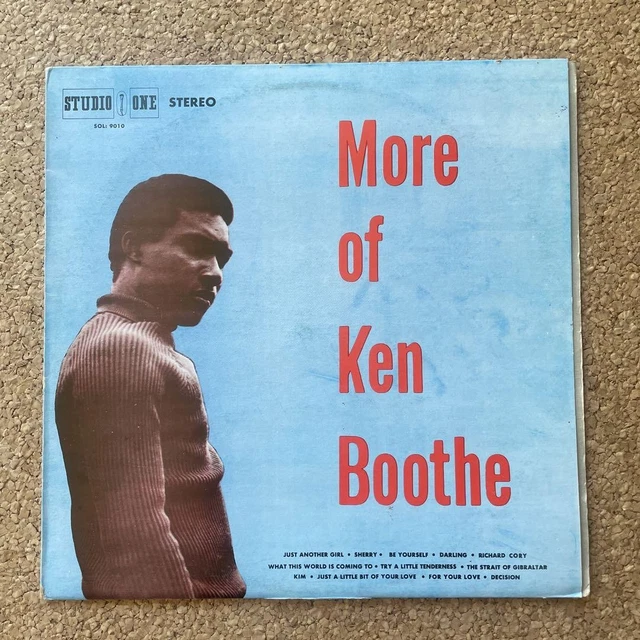 STUDIO ONE STEREO
SOL: 9010
More
of
Ken
Boothe
JUST ANOTHER GIRL • SHERRY • BE YOURSELF • DARLING • RICHARD CORY
WHAT THIS WORLD IS COMING TO • TRY A LITTLE TENDERNESS • THE STRAIT OF GIBRALTAR
KIM • JUST A LITTLE BIT OF YOUR LOVE • FOR YOUR LOVE • DECISION